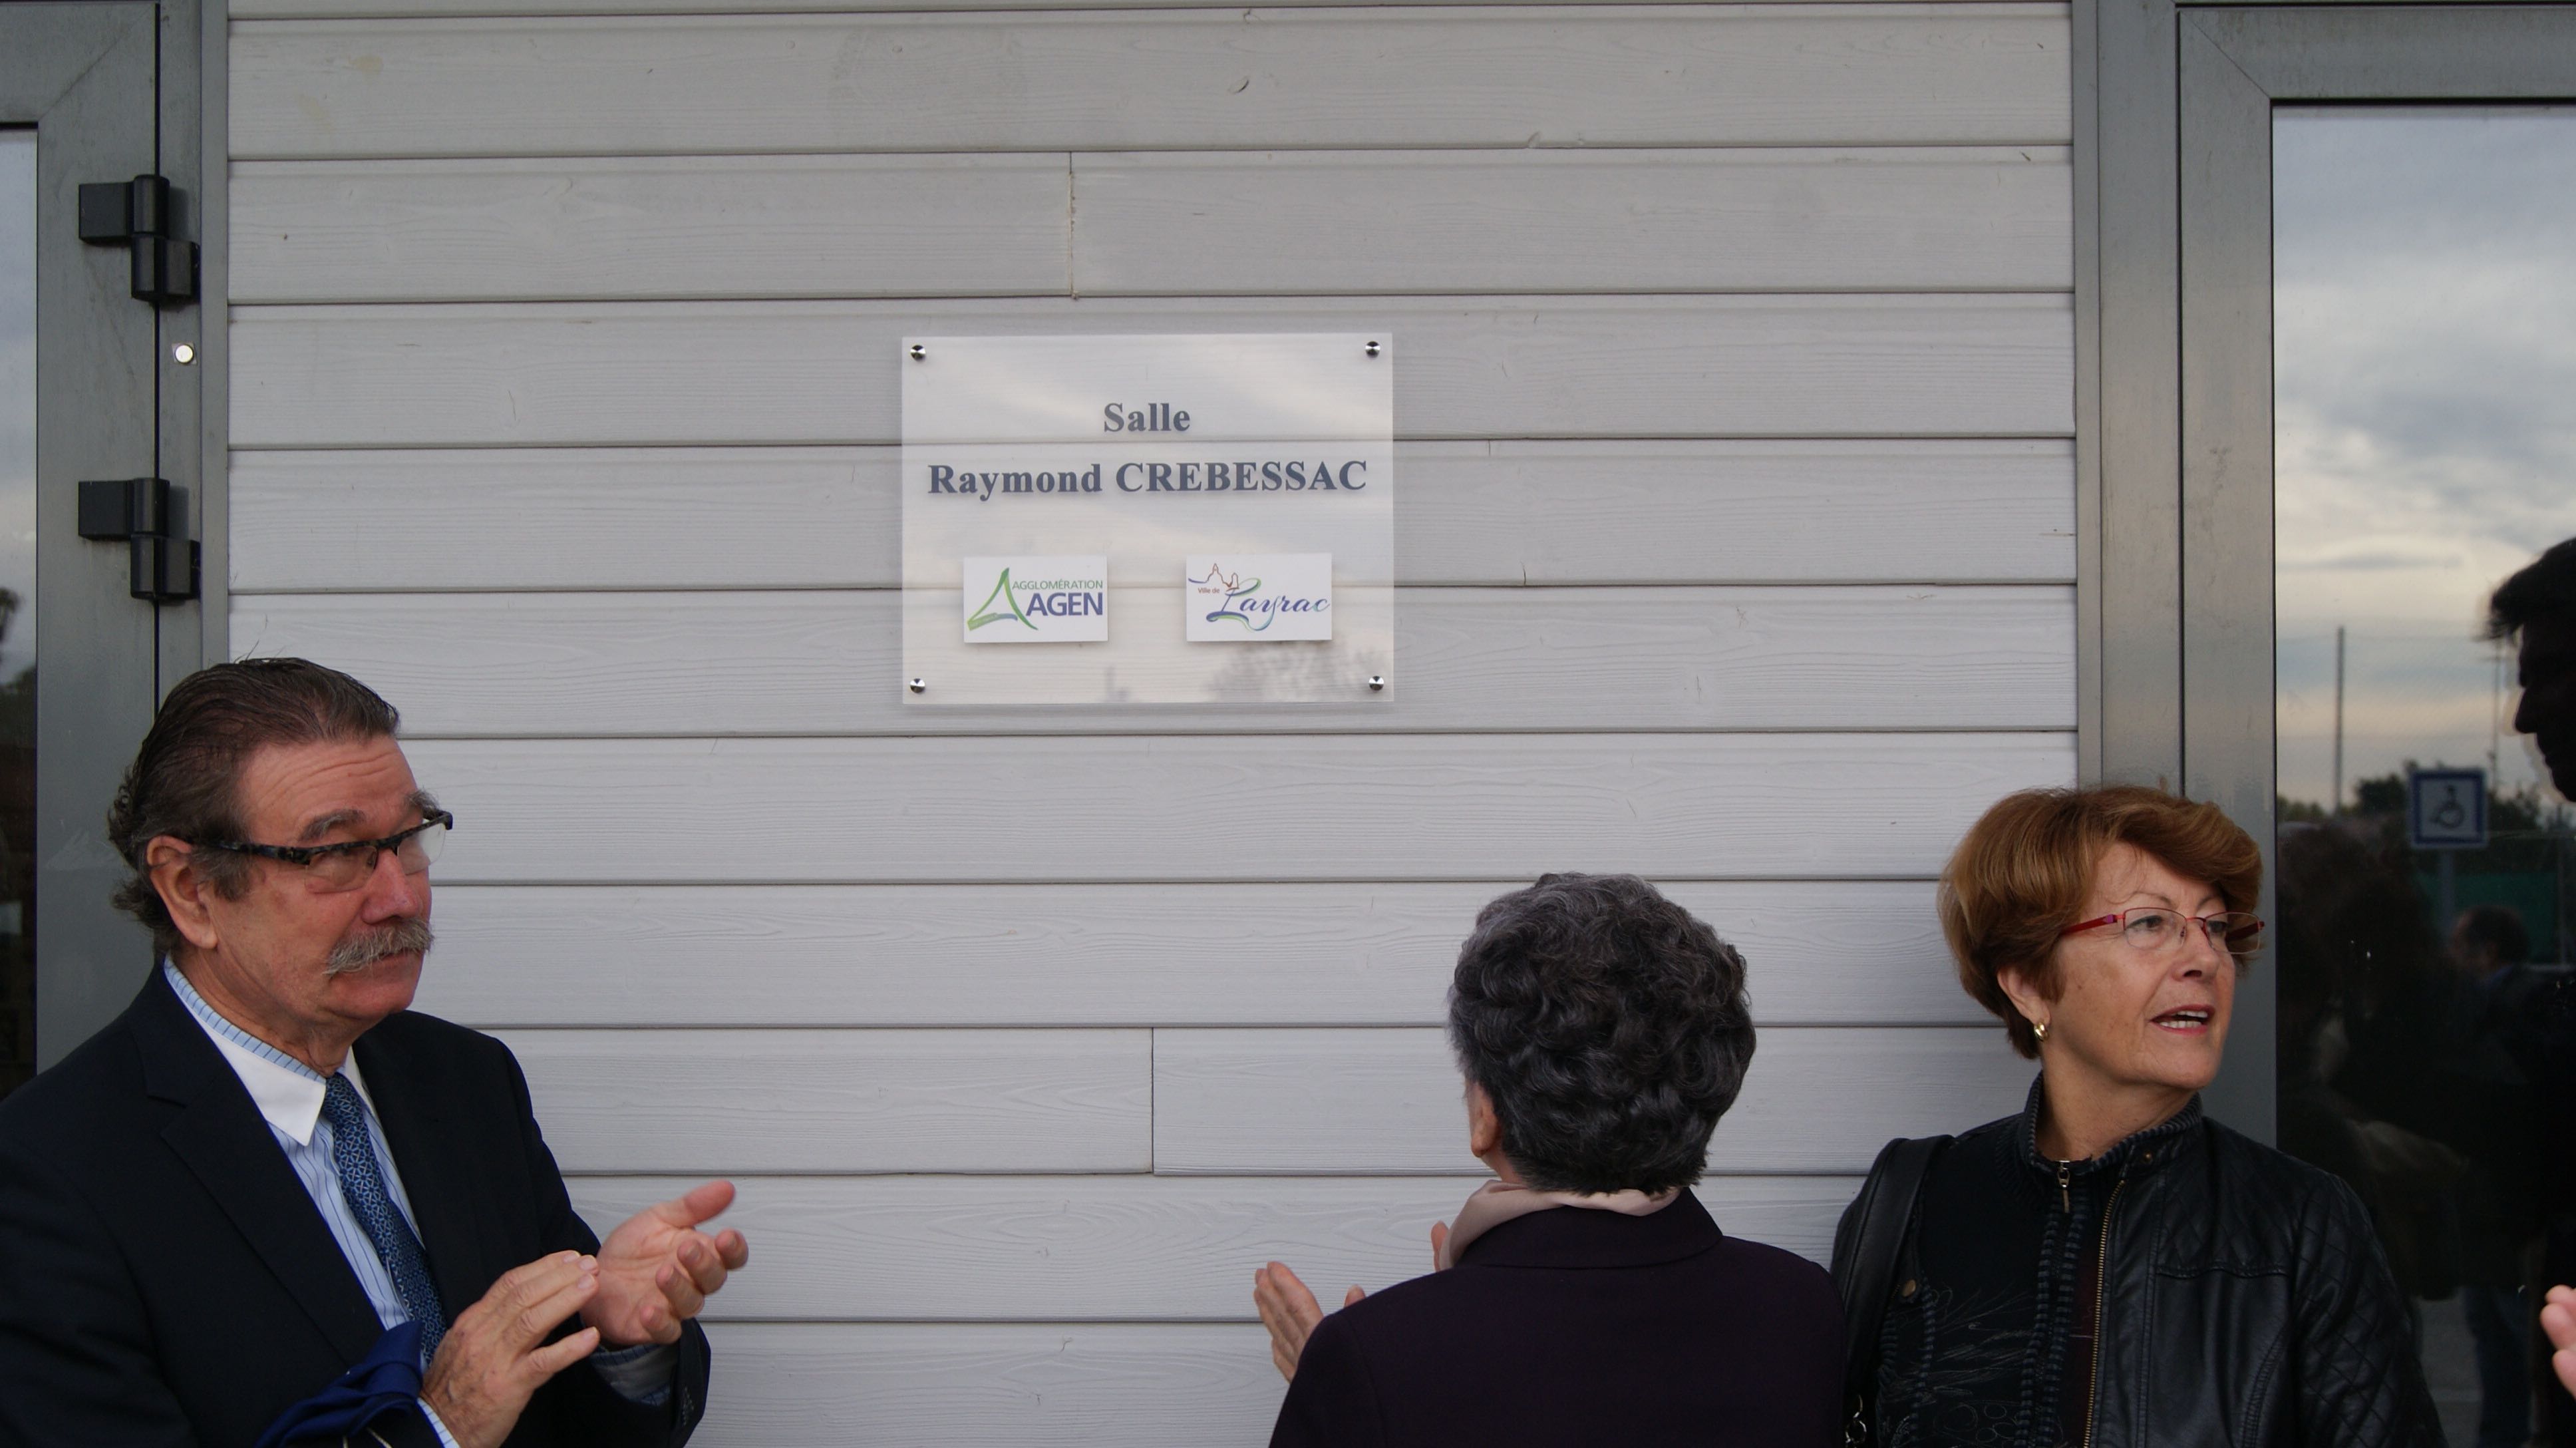 Salle
Raymond CREBESSAC
AGGLOMÉRATION
AGEN
Ville de
Layrac